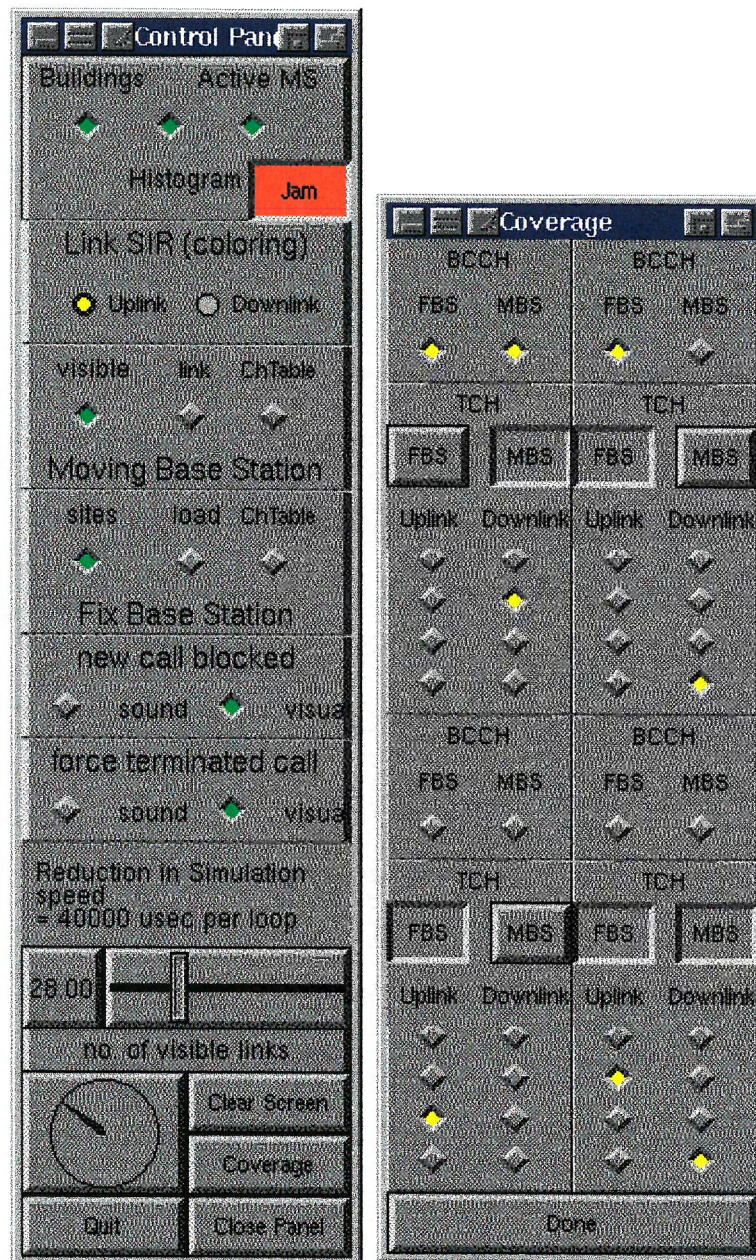 Control Pan
Buildings Active MS
Histogram Jam
Link SIR (coloring)
Uplink Downlink
visible link ChTable
Moving Base Station
sites load ChTable
Fix Base Station
new call blocked
sound visua
force terminated call
sound visua
Reduction in Simulation
speed
= 40000 usec per loop
28.00
no. of visible links
Clear Screen
Coverage
Quit Close Panel
Coverage
BCCH BCCH
FBS MBS FBS MBS
TCH TCH
FBS MBS FBS MBS
Uplink Downlink Uplink Downlink
BCCH BCCH
FBS MBS FBS MBS
TCH TCH
FBS MBS FBS MBS
Uplink Downlink Uplink Downlink
Done